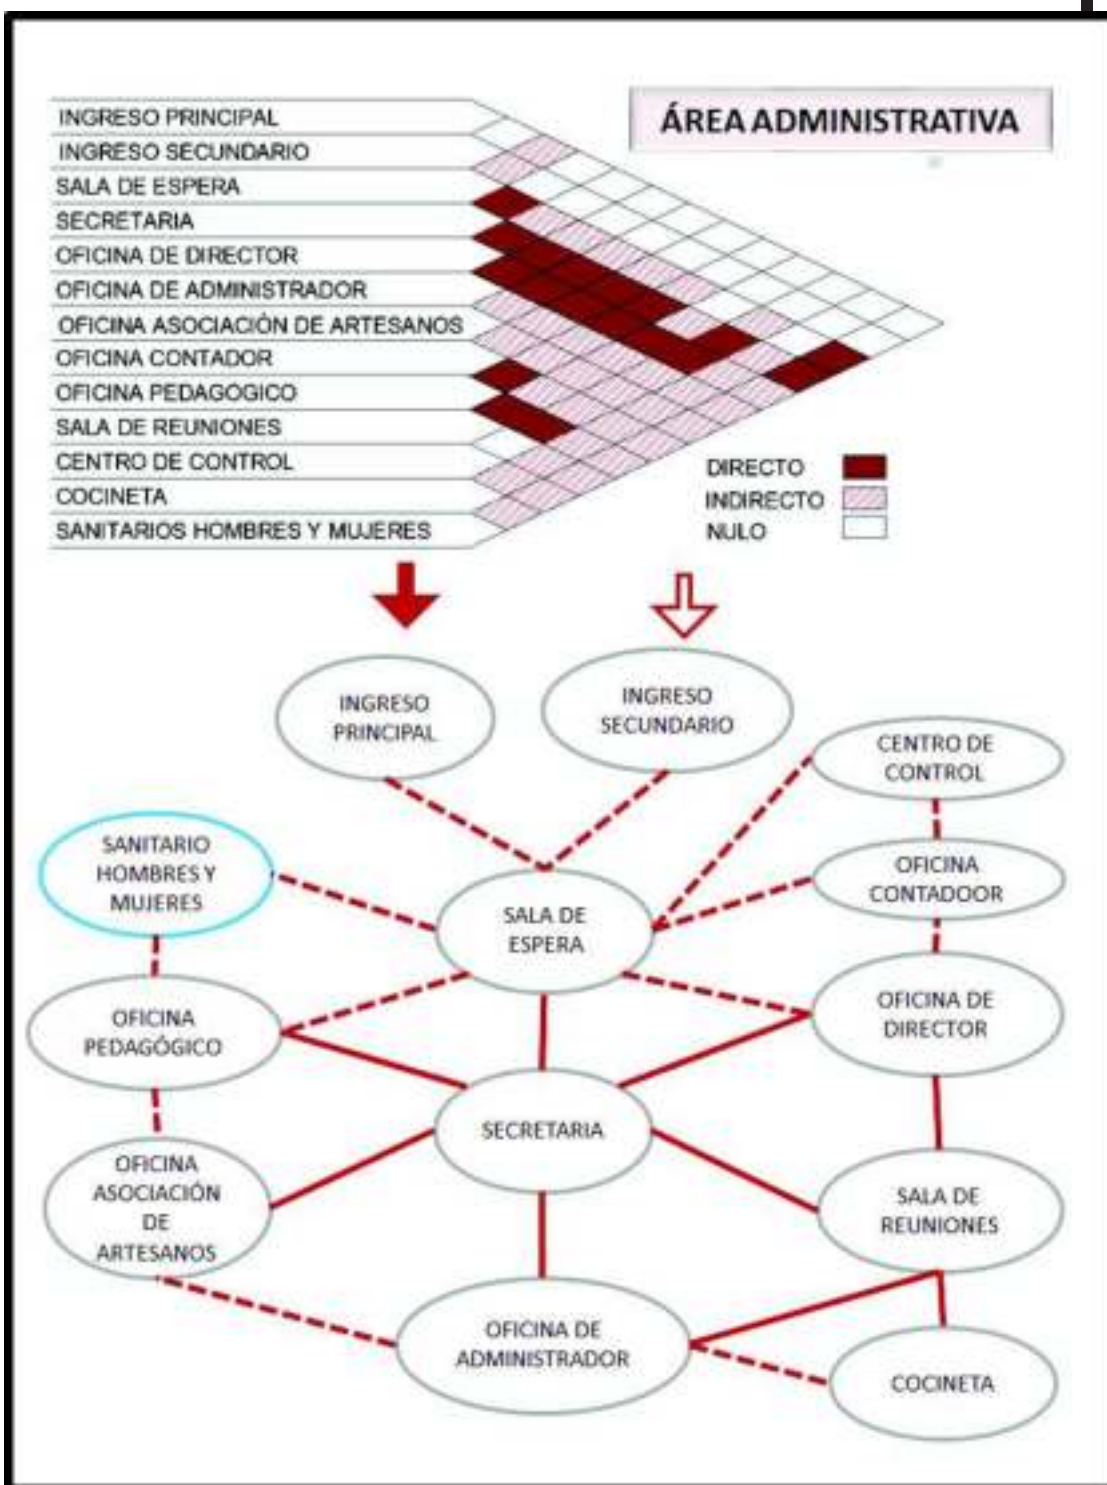 ÁREA ADMINISTRATIVA
INGRESO PRINCIPAL
INGRESO SECUNDARIO
SALA DE ESPERA
SECRETARIA
OFICINA DE DIRECTOR
OFICINA DE ADMINISTRADOR
OFICINA ASOCIACIÓN DE ARTESANOS
OFICINA CONTADOR
OFICINA PEDAGOGICO
SALA DE REUNIONES
CENTRO DE CONTROL
COCINETA
SANITARIOS HOMBRES Y MUJERES
DIRECTO
INDIRECTO
NULO
INGRESO
PRINCIPAL
INGRESO
SECUNDARIO
CENTRO DE
CONTROL
SANITARIO
HOMBRES Y
MUJERES
OFICINA
CONTADOOR
SALA DE
ESPERA
OFICINA
PEDAGÓGICO
OFICINA DE
DIRECTOR
SECRETARIA
OFICINA
ASOCIACIÓN
DE
ARTESANOS
SALA DE
REUNIONES
OFICINA DE
ADMINISTRADOR
COCINETA